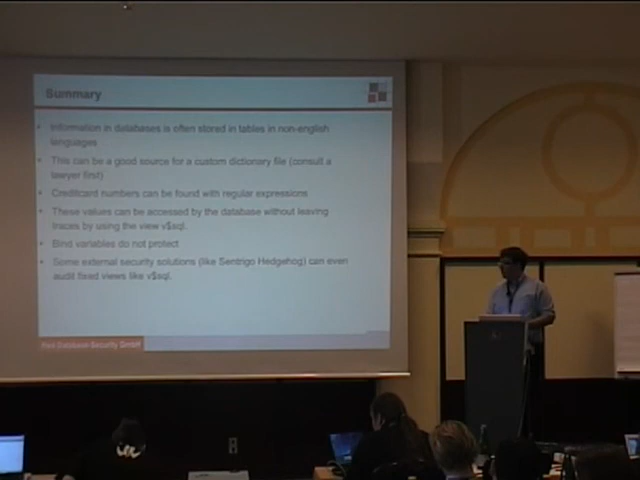 Summary
• Information in databases is often stored in tables in non-english
languages
• This can be a good source for a custom dictionary file (consult a
lawyer first)
• Creditcard numbers can be found with regular expressions
• These values can be accessed by the database without leaving
traces by using the view v$sql.
• Bind variables do not protect
• Some external security solutions (like Sentrigo Hedgehog) can even
audit fixed views like v$sql.
Red-Database-Security GmbH